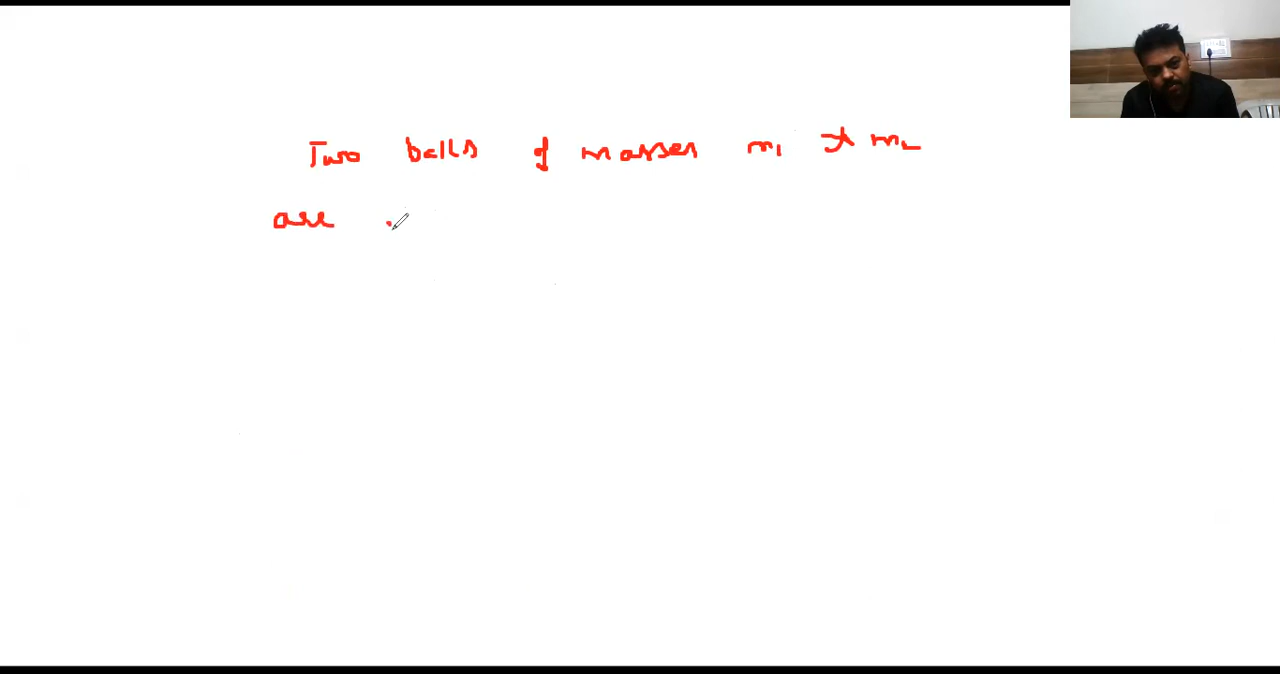 Two balls of masses m₁ & m₂
are